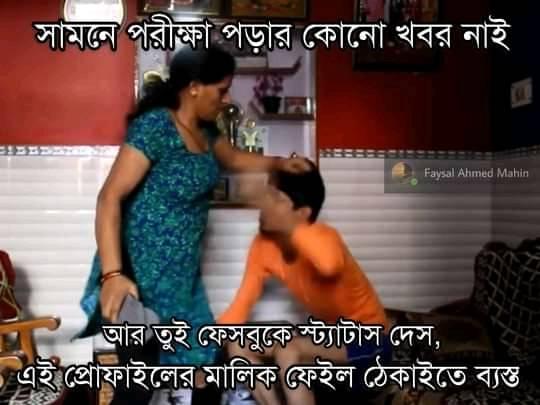 সামনে পরীক্ষা পড়ার কোনো খবর নাই
Faysal Ahmed Mahin
আর তুই ফেসবুকে স্ট্যাটাস দেস,
এই প্রোফাইলের মালিক ফেইল ঠেকাইতে ব্যস্ত